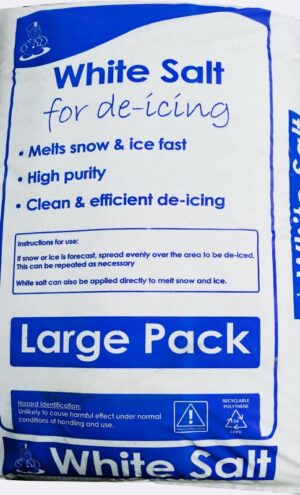 White Salt
for de-icing
• Melts snow & ice fast
• High purity
• Clean & efficient de-icing
Instructions for use:
If snow or ice is forecast, spread evenly over the area to be de-iced.
This can be repeated as necessary
White salt can also be applied directly to melt snow and ice.
Large Pack
Hazard Identification:
Unlikely to cause harmful effect under normal
conditions of handling and use.
RECYCLABLE
POLYTHENE
White Salt
White Salt